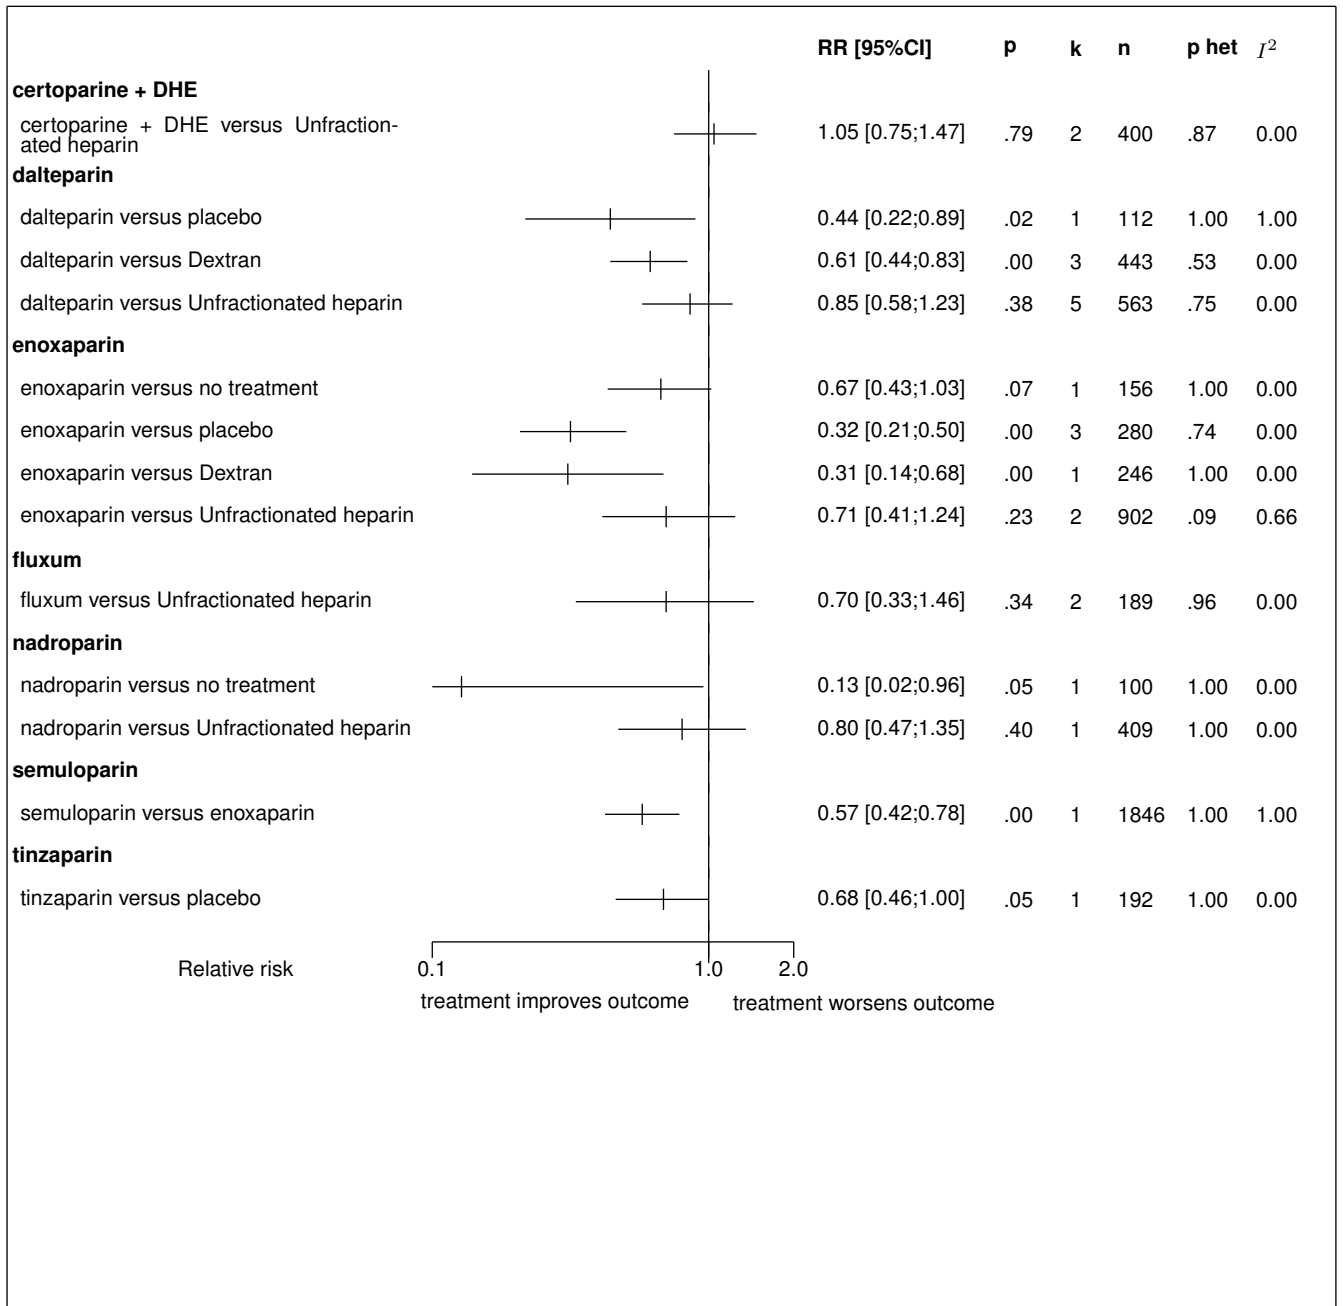 RR [95%CI] p k n p het I²
certoparine + DHE
certoparine + DHE versus Unfraction-
ated heparin
1.05 [0.75;1.47] .79 2 400 .87 0.00
dalteparin
dalteparin versus placebo 0.44 [0.22;0.89] .02 1 112 1.00 1.00
dalteparin versus Dextran 0.61 [0.44;0.83] .00 3 443 .53 0.00
dalteparin versus Unfractionated heparin 0.85 [0.58;1.23] .38 5 563 .75 0.00
enoxaparin
enoxaparin versus no treatment 0.67 [0.43;1.03] .07 1 156 1.00 0.00
enoxaparin versus placebo 0.32 [0.21;0.50] .00 3 280 .74 0.00
enoxaparin versus Dextran 0.31 [0.14;0.68] .00 1 246 1.00 0.00
enoxaparin versus Unfractionated heparin 0.71 [0.41;1.24] .23 2 902 .09 0.66
fluxum
fluxum versus Unfractionated heparin 0.70 [0.33;1.46] .34 2 189 .96 0.00
nadroparin
nadroparin versus no treatment 0.13 [0.02;0.96] .05 1 100 1.00 0.00
nadroparin versus Unfractionated heparin 0.80 [0.47;1.35] .40 1 409 1.00 0.00
semuloparin
semuloparin versus enoxaparin 0.57 [0.42;0.78] .00 1 1846 1.00 1.00
tinzaparin
tinzaparin versus placebo 0.68 [0.46;1.00] .05 1 192 1.00 0.00
Relative risk 0.1 1.0 2.0
treatment improves outcome treatment worsens outcome